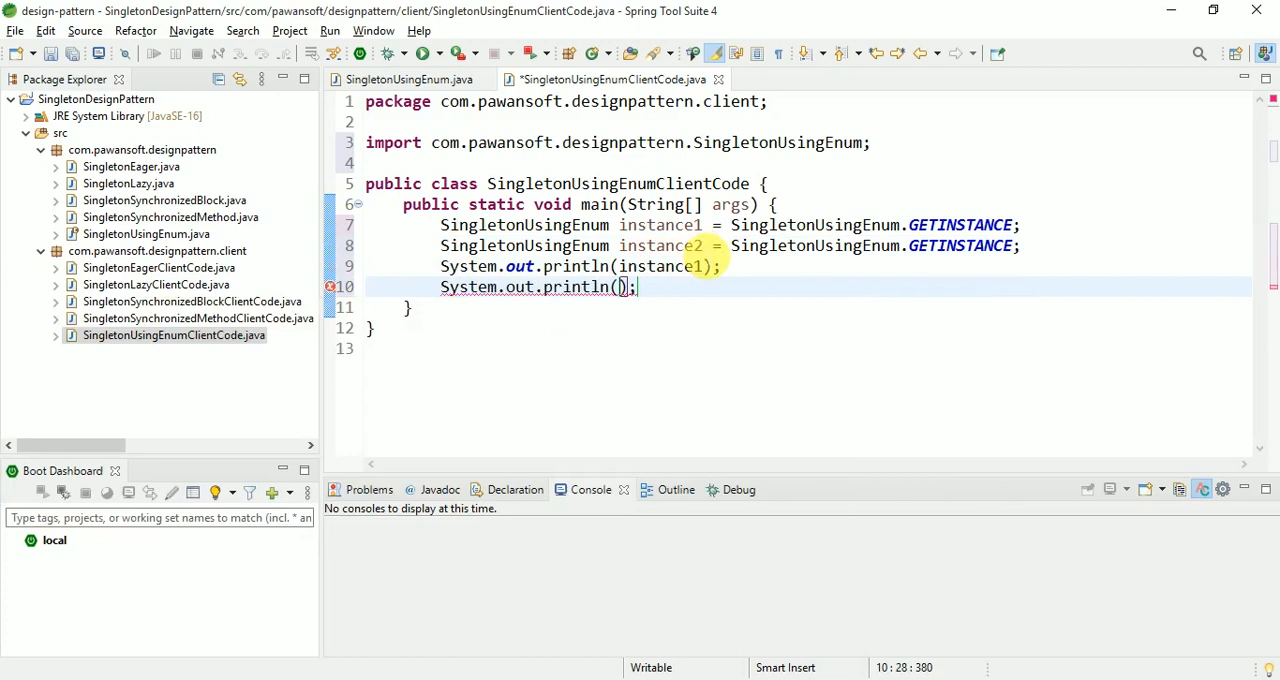 design-pattern - SingletonDesignPattern/src/com/pawansoft/designpattern/client/SingletonUsingEnumClientCode.java - Spring Tool Suite 4
File Edit Source Refactor Navigate Search Project Run Window Help
Package Explorer
SingletonDesignPattern
JRE System Library [JavaSE-16]
src
com.pawansoft.designpattern
SingletonEager.java
SingletonLazy.java
SingletonSynchronizedBlock.java
SingletonSynchronizedMethod.java
SingletonUsingEnum.java
com.pawansoft.designpattern.client
SingletonEagerClientCode.java
SingletonLazyClientCode.java
SingletonSynchronizedBlockClientCode.java
SingletonSynchronizedMethodClientCode.java
SingletonUsingEnumClientCode.java
Boot Dashboard
Type tags, projects, or working set names to match (incl. * an
local
SingletonUsingEnum.java *SingletonUsingEnumClientCode.java
1 package com.pawansoft.designpattern.client;
2
3 import com.pawansoft.designpattern.SingletonUsingEnum;
4
5 public class SingletonUsingEnumClientCode {
6 public static void main(String[] args) {
7 SingletonUsingEnum instance1 = SingletonUsingEnum.GETINSTANCE;
8 SingletonUsingEnum instance2 = SingletonUsingEnum.GETINSTANCE;
9 System.out.println(instance1);
10 System.out.println();
11 }
12 }
13
Problems @ Javadoc Declaration Console Outline Debug
No consoles to display at this time.
Writable Smart Insert 10 : 28 : 380